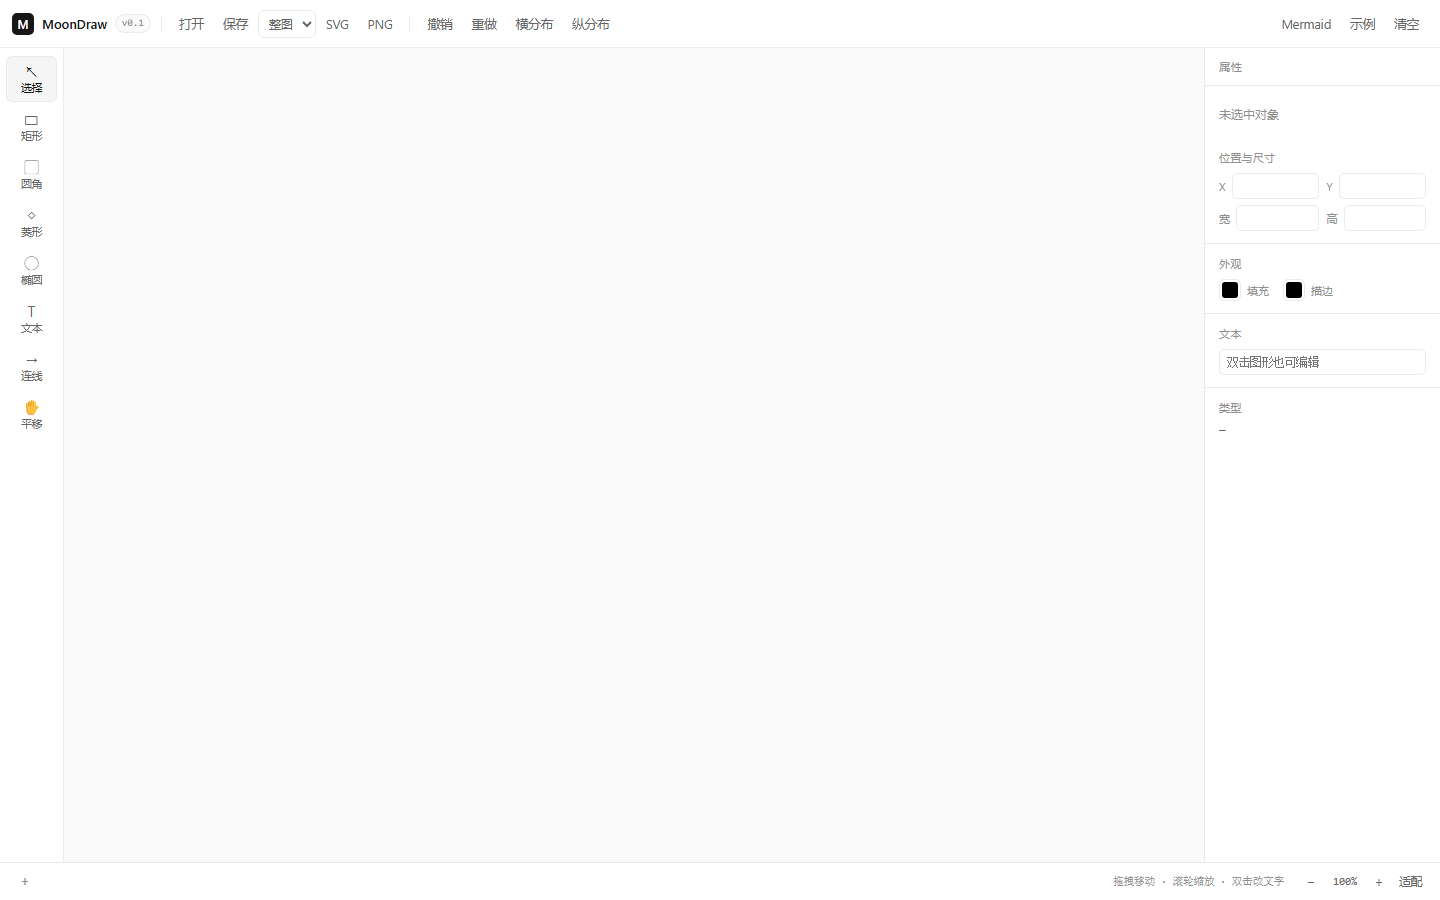 M MoonDraw v0.1 打开 保存 整图 SVG PNG 撤销 重做 横分布 纵分布 Mermaid 示例 清空
选择
矩形
圆角
菱形
椭圆
T
文本
连线
平移
属性
未选中对象
位置与尺寸
X Y
宽 高
外观
填充 描边
文本
双击图形也可编辑
类型
—
+ 拖拽移动 · 滚轮缩放 · 双击改文字 − 100% + 适配